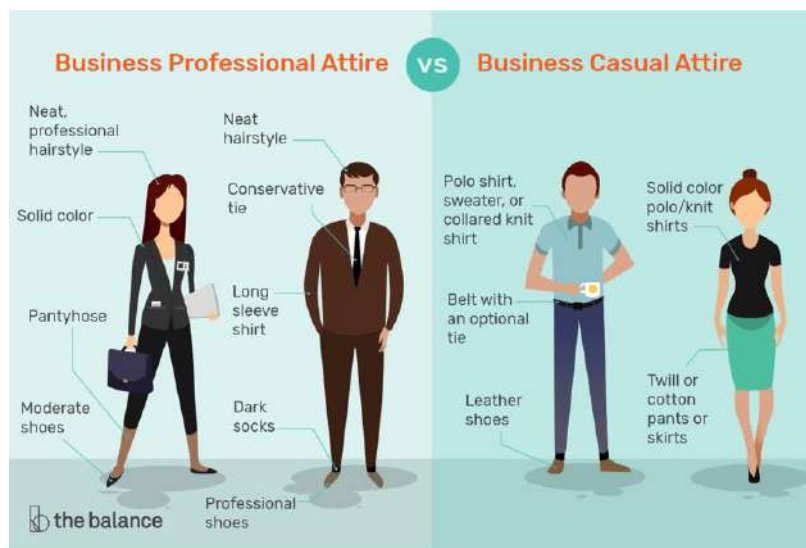 Business Professional Attire
vs
Business Casual Attire
Neat,
professional
hairstyle
Solid color
Pantyhose
Moderate
shoes
Neat
hairstyle
Conservative
tie
Long
sleeve
shirt
Dark
socks
Professional
shoes
Polo shirt,
sweater, or
collared knit
shirt
Belt with
an optional
tie
Leather
shoes
Solid color
polo/knit
shirts
Twill or
cotton
pants or
skirts
the balance